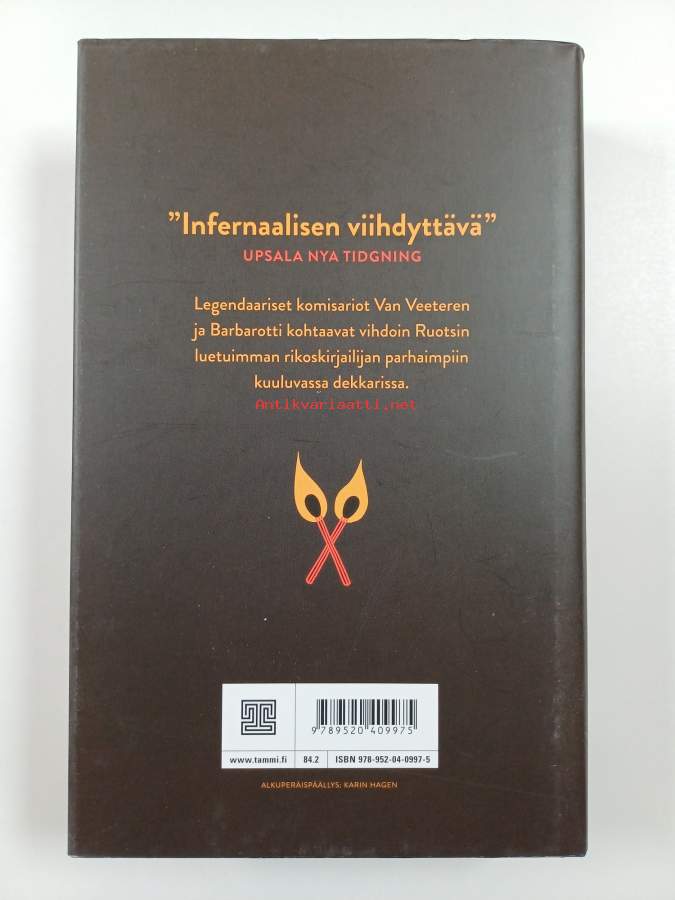 ”Infernaalisen viihdyttävä”
UPSALA NYA TIDGNING
Legendaariset komisariot Van Veeteren
ja Barbarotti kohtaavat vihdoin Ruotsin
luetuimman rikoskirjailijan parhaimpiin
kuuluvassa dekkarissa.
Antikvariaatti.net
9789520409975
www.tammi.fi 84.2 ISBN 978-952-04-0997-5
ALKUPERÄISPÄÄLLYS: KARIN HAGEN